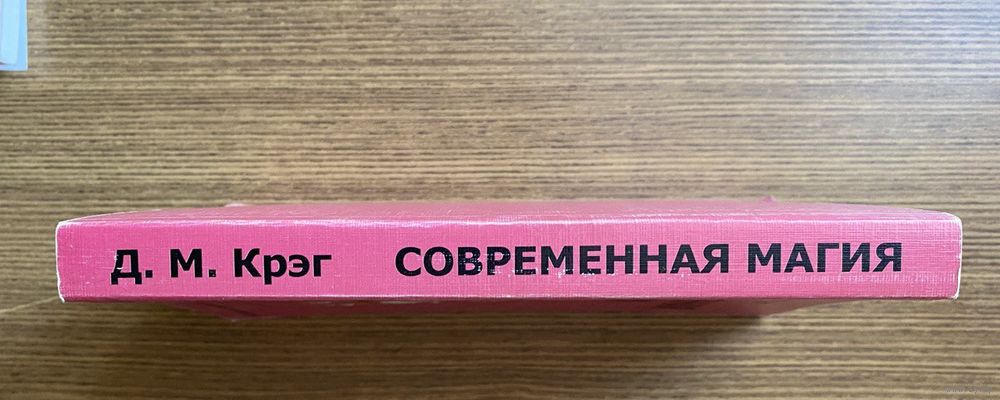 Д. М. Крэг СОВРЕМЕННАЯ МАГИЯ